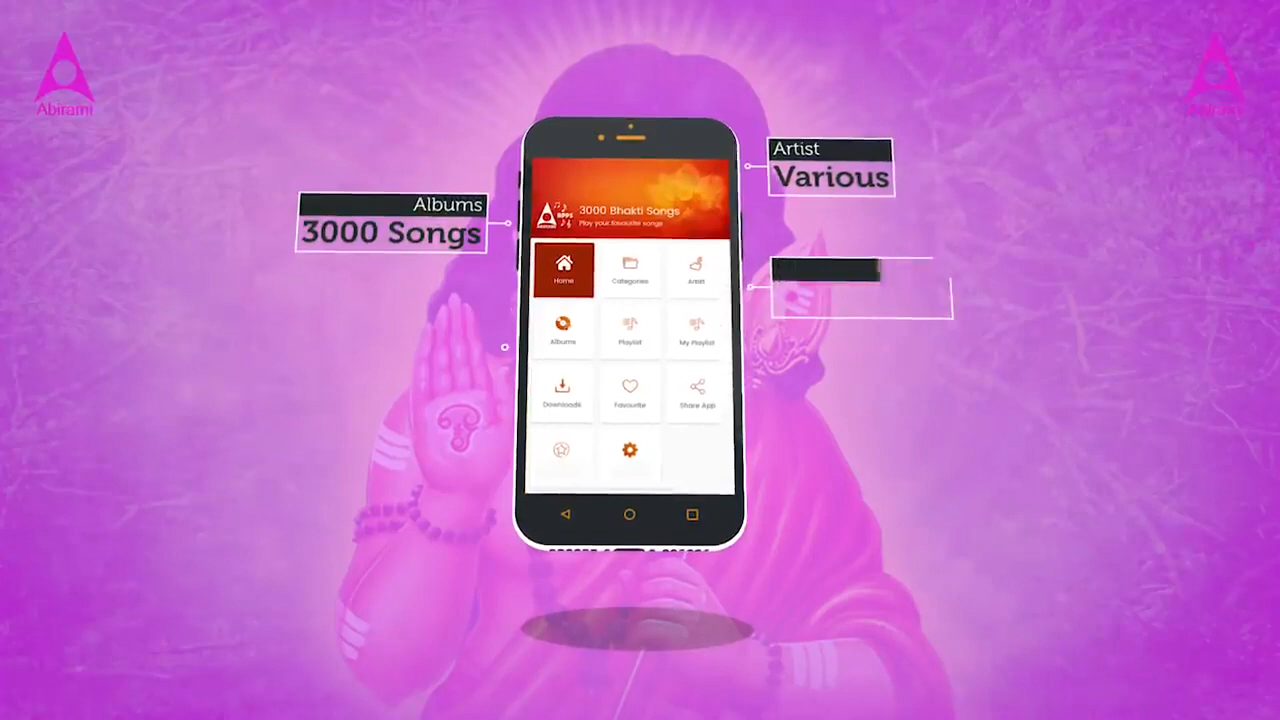 Abirami
Artist
Various
Albums
3000 Songs
APPS
3000 Bhakti Songs
Play your favourite songs
Home
Categories
Artist
Albums
Playlist
My Playlist
Downloads
Favourite
Share App